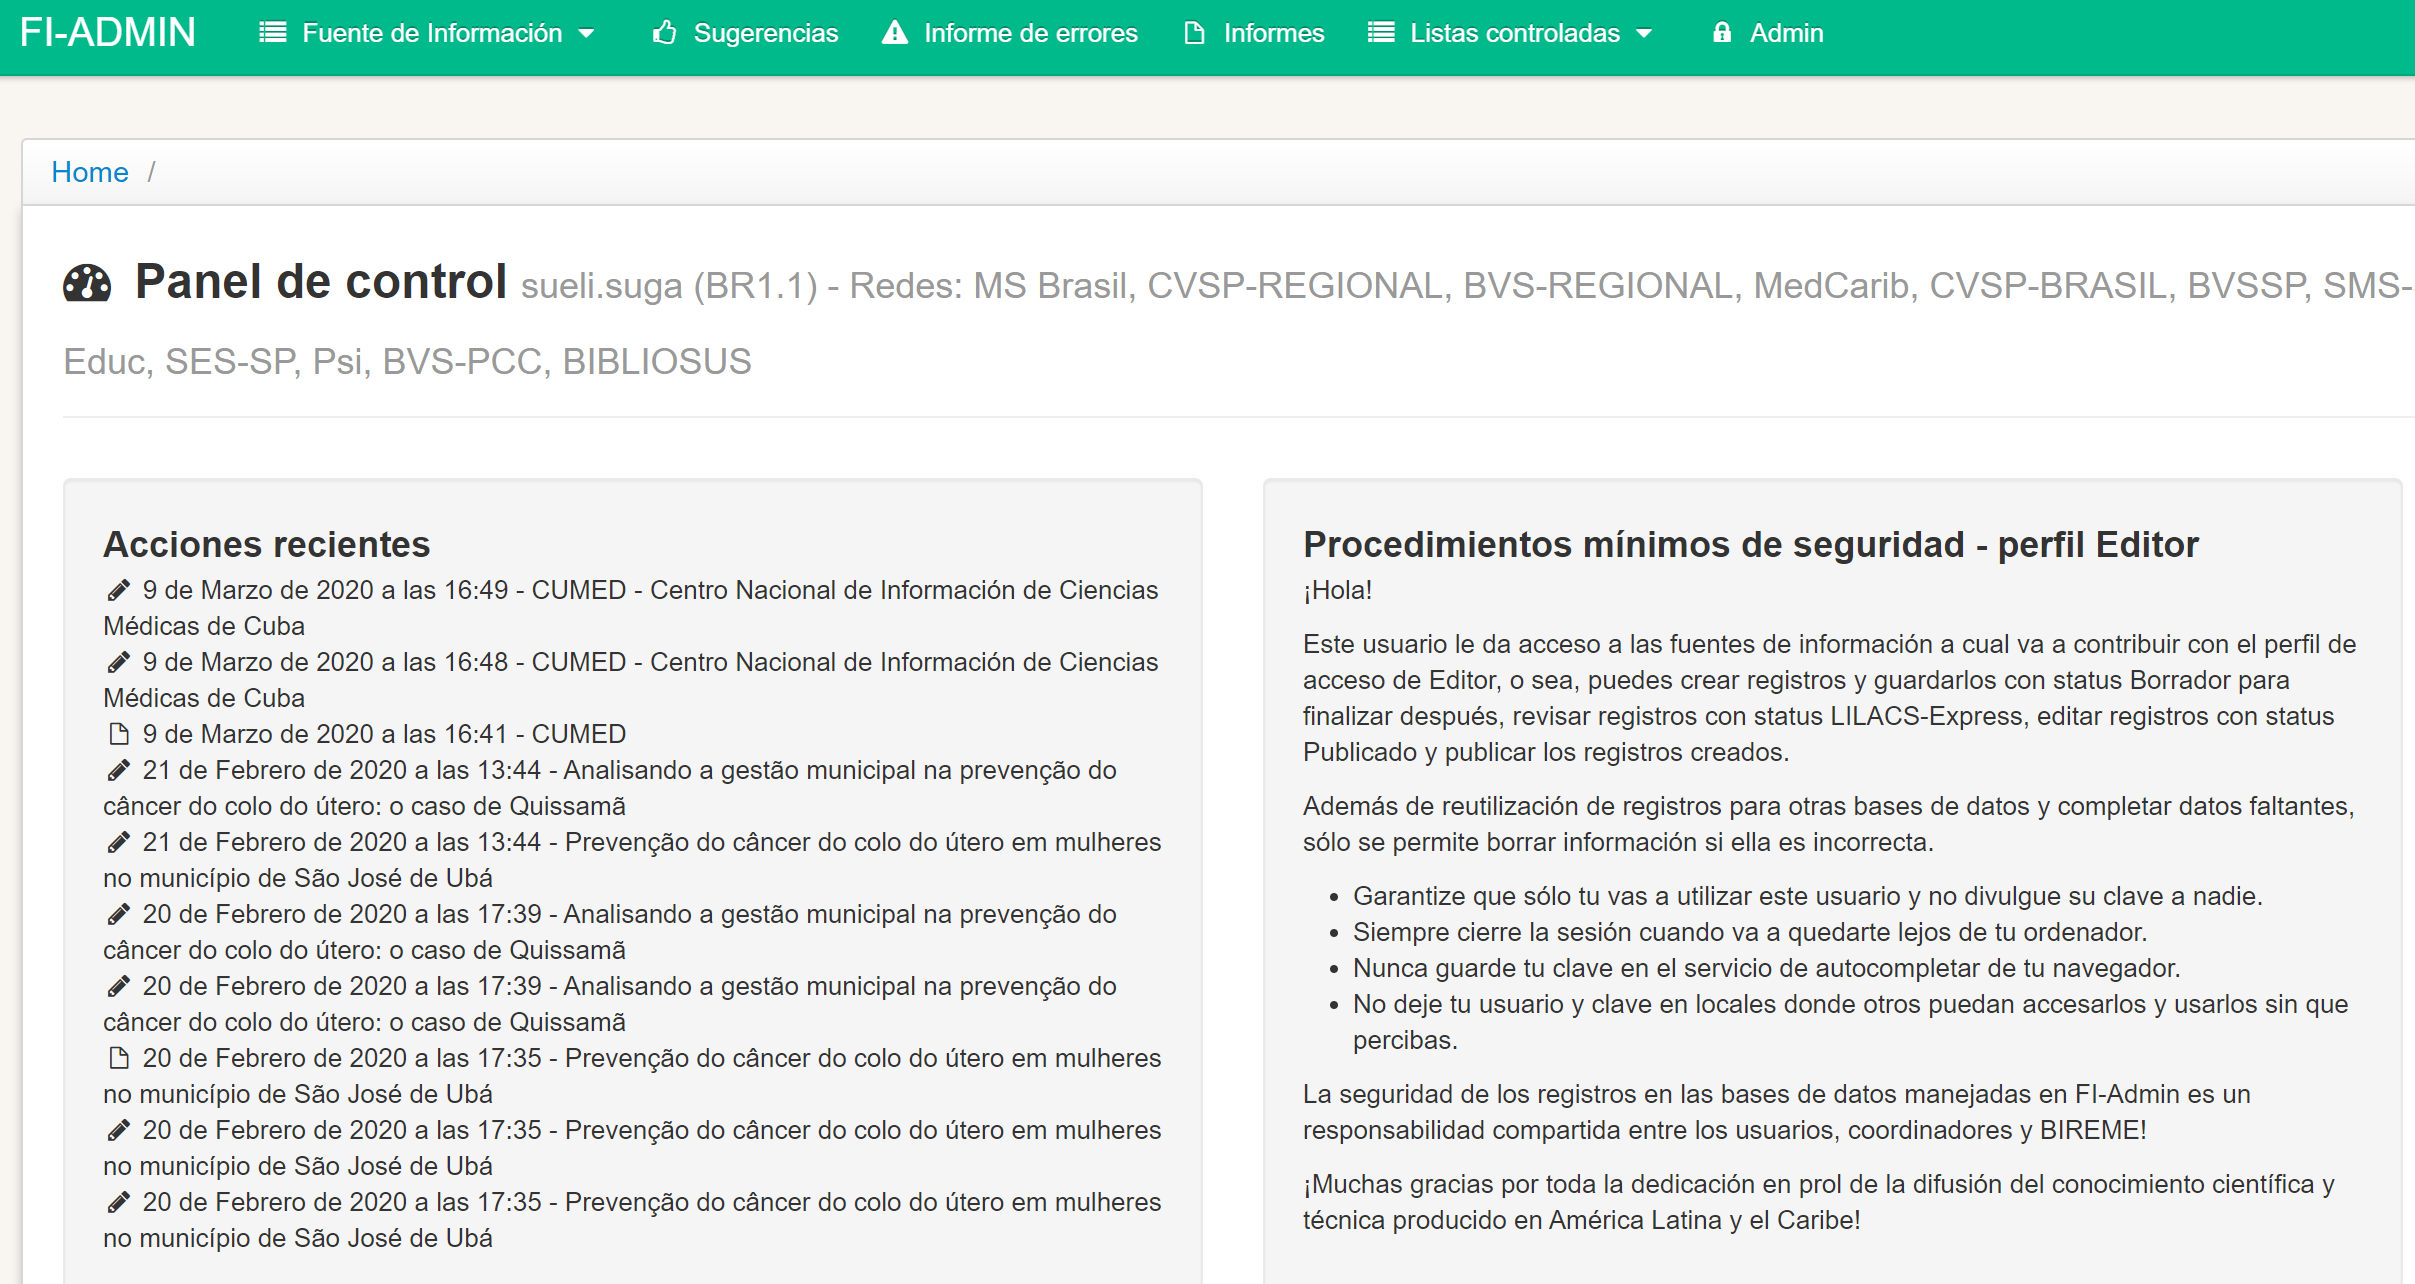 FI-ADMIN Fuente de Información Sugerencias Informe de errores Informes Listas controladas Admin
Home /
Panel de control sueli.suga (BR1.1) - Redes: MS Brasil, CVSP-REGIONAL, BVS-REGIONAL, MedCarib, CVSP-BRASIL, BVSSP, SMS-
Educ, SES-SP, Psi, BVS-PCC, BIBLIOSUS
Acciones recientes
9 de Marzo de 2020 a las 16:49 - CUMED - Centro Nacional de Información de Ciencias
Médicas de Cuba
9 de Marzo de 2020 a las 16:48 - CUMED - Centro Nacional de Información de Ciencias
Médicas de Cuba
9 de Marzo de 2020 a las 16:41 - CUMED
21 de Febrero de 2020 a las 13:44 - Analisando a gestão municipal na prevenção do
câncer do colo do útero: o caso de Quissamã
21 de Febrero de 2020 a las 13:44 - Prevenção do câncer do colo do útero em mulheres
no município de São José de Ubá
20 de Febrero de 2020 a las 17:39 - Analisando a gestão municipal na prevenção do
câncer do colo do útero: o caso de Quissamã
20 de Febrero de 2020 a las 17:39 - Analisando a gestão municipal na prevenção do
câncer do colo do útero: o caso de Quissamã
20 de Febrero de 2020 a las 17:35 - Prevenção do câncer do colo do útero em mulheres
no município de São José de Ubá
20 de Febrero de 2020 a las 17:35 - Prevenção do câncer do colo do útero em mulheres
no município de São José de Ubá
20 de Febrero de 2020 a las 17:35 - Prevenção do câncer do colo do útero em mulheres
no município de São José de Ubá
Procedimientos mínimos de seguridad - perfil Editor
¡Hola!
Este usuario le da acceso a las fuentes de información a cual va a contribuir con el perfil de
acceso de Editor, o sea, puedes crear registros y guardarlos con status Borrador para
finalizar después, revisar registros con status LILACS-Express, editar registros con status
Publicado y publicar los registros creados.
Además de reutilización de registros para otras bases de datos y completar datos faltantes,
sólo se permite borrar información si ella es incorrecta.
• Garantize que sólo tu vas a utilizar este usuario y no divulgue su clave a nadie.
• Siempre cierre la sesión cuando va a quedarte lejos de tu ordenador.
• Nunca guarde tu clave en el servicio de autocompletar de tu navegador.
• No deje tu usuario y clave en locales donde otros puedan accesarlos y usarlos sin que
percibas.
La seguridad de los registros en las bases de datos manejadas en FI-Admin es un
responsabilidad compartida entre los usuarios, coordinadores y BIREME!
¡Muchas gracias por toda la dedicación en prol de la difusión del conocimiento científica y
técnica producido en América Latina y el Caribe!